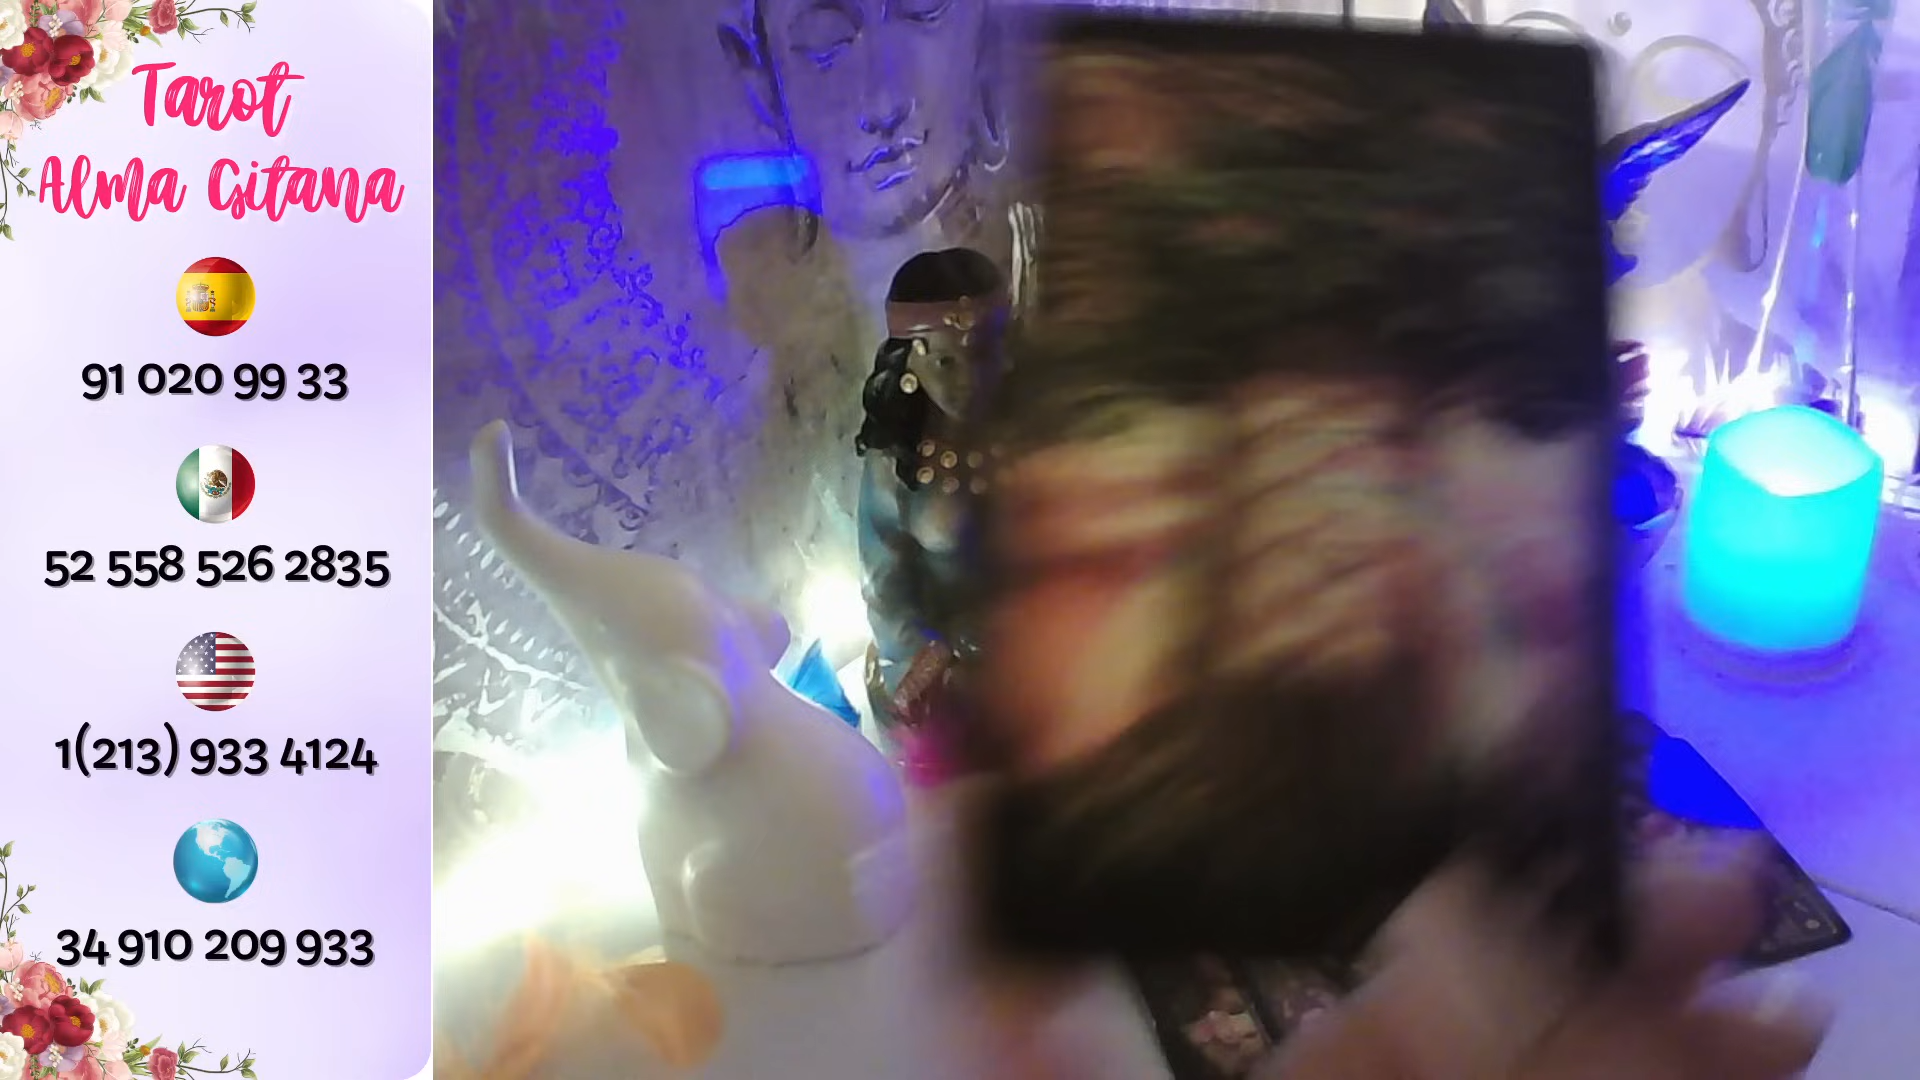 Tarot
Alma Gitana
91 020 99 33
52 558 526 2835
1(213) 933 4124
34 910 209 933